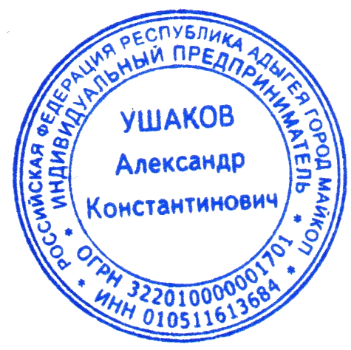 * РОССИЙСКАЯ ФЕДЕРАЦИЯ РЕСПУБЛИКА АДЫГЕЯ ГОРОД МАЙКОП *
ИНДИВИДУАЛЬНЫЙ ПРЕДПРИНИМАТЕЛЬ
УШАКОВ
Александр
Константинович
* ОГРН 322010000001701 *
* ИНН 010511613684 *